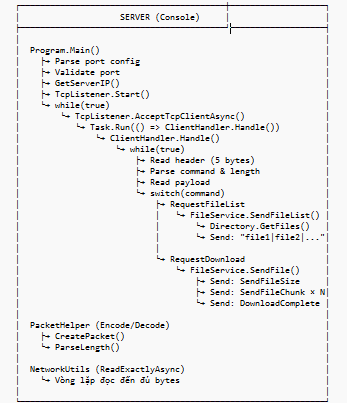 SERVER (Console)
Program.Main()
├→ Parse port config
├→ Validate port
├→ GetServerIP()
├→ TcpListener.Start()
└→ while(true)
└→ TcpListener.AcceptTcpClientAsync()
└→ Task.Run(() => ClientHandler.Handle())
└→ ClientHandler.Handle()
└→ while(true)
├→ Read header (5 bytes)
├→ Parse command & length
├→ Read payload
└→ switch(command)
├→ RequestFileList
│ └→ FileService.SendFileList()
│ ├→ Directory.GetFiles()
│ └→ Send: "file1|file2|..."
│
└→ RequestDownload
└→ FileService.SendFile()
├→ Send: SendFileSize
├→ Send: SendFileChunk × N
└→ Send: DownloadComplete
PacketHelper (Encode/Decode)
├→ CreatePacket()
└→ ParseLength()
NetworkUtils (ReadExactlyAsync)
└→ Vòng lặp đọc đến đủ bytes